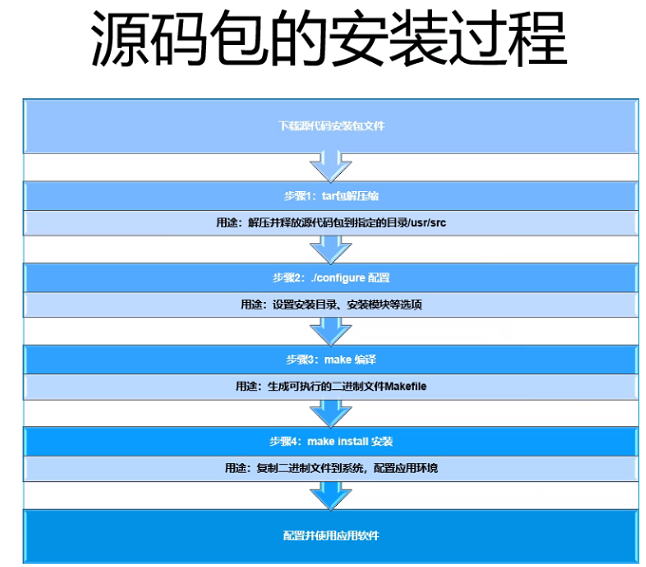 源码包的安装过程
下载源代码安装包文件
步骤1：tar包解压缩
用途：解压并释放源代码包到指定的目录/usr/src
步骤2：./configure 配置
用途：设置安装目录、安装模块等选项
步骤3：make 编译
用途：生成可执行的二进制文件Makefile
步骤4：make install 安装
用途：复制二进制文件到系统，配置应用环境
配置并使用应用软件